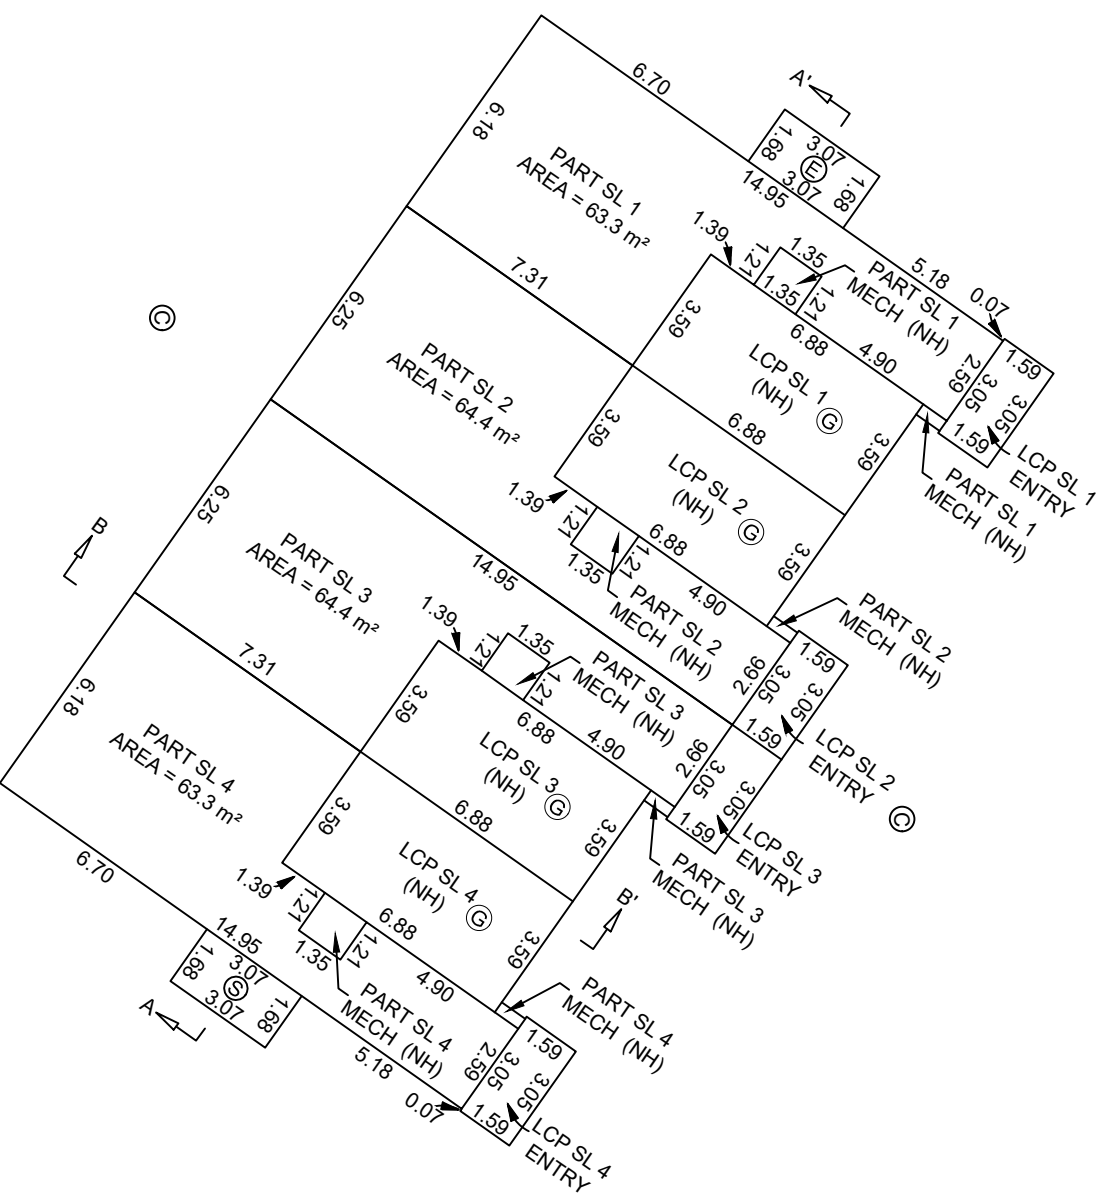 6.70
A'
6.18
1.68
3.07
E
3.07
1.68
14.95
PART SL 1
AREA = 63.3 m²
1.39
1.21
1.35
1.35
1.21
PART SL 1
MECH (NH)
5.18
0.07
7.31
3.59
6.88
4.90
2.59
1.59
3.05
3.05
1.59
LCP SL 1
ENTRY
6.25
LCP SL 1
(NH)
G
PART SL 1
MECH (NH)
C
PART SL 2
AREA = 64.4 m²
3.59
6.88
3.59
LCP SL 2
(NH)
G
1.39
1.21
1.35
1.21
6.88
3.59
4.90
PART SL 2
MECH (NH)
PART SL 2
MECH (NH)
6.25
B
14.95
2.99
1.59
3.05
3.05
1.59
LCP SL 2
ENTRY
PART SL 3
AREA = 64.4 m²
1.39
1.21
1.35
1.21
PART SL 3
MECH (NH)
7.31
3.59
6.88
4.90
2.99
3.05
3.05
1.59
LCP SL 3
ENTRY
C
6.18
LCP SL 3
(NH)
G
PART SL 3
MECH (NH)
PART SL 4
AREA = 63.3 m²
3.59
6.88
3.59
LCP SL 4
(NH)
G
B'
6.70
1.39
1.21
1.35
1.21
6.88
3.59
4.90
14.95
1.68
3.07
S
3.07
1.68
A
PART SL 4
MECH (NH)
PART SL 4
MECH (NH)
5.18
0.07
2.59
1.59
3.05
3.05
1.59
LCP SL 4
ENTRY